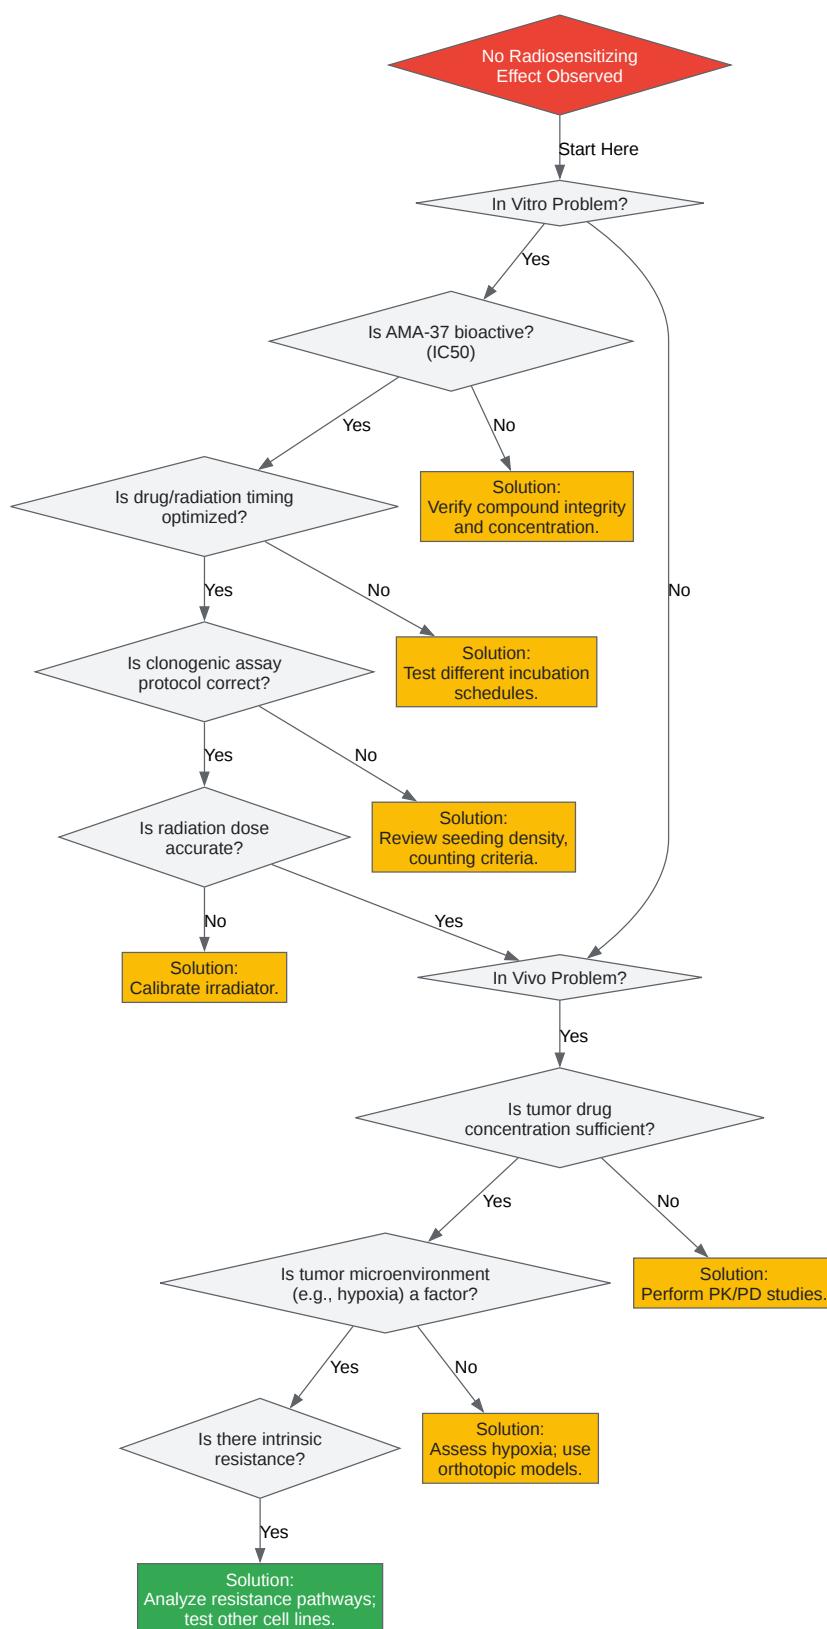 No Radiosensitizing
Effect Observed
Start Here
In Vitro Problem?
Yes
Is AMA-37 bioactive?
(IC50)
Yes
No
Is drug/radiation timing
optimized?
Solution:
Verify compound integrity
and concentration.
Yes
No
No
Is clonogenic assay
protocol correct?
Solution:
Test different incubation
schedules.
Yes
No
Is radiation dose
accurate?
Solution:
Review seeding density,
counting criteria.
No
Yes
Solution:
Calibrate irradiator.
In Vivo Problem?
Yes
Is tumor drug
concentration sufficient?
Yes
No
Is tumor microenvironment
(e.g., hypoxia) a factor?
Solution:
Perform PK/PD studies.
Yes
No
Is there intrinsic
resistance?
Solution:
Assess hypoxia; use
orthotopic models.
Yes
Solution:
Analyze resistance pathways;
test other cell lines.